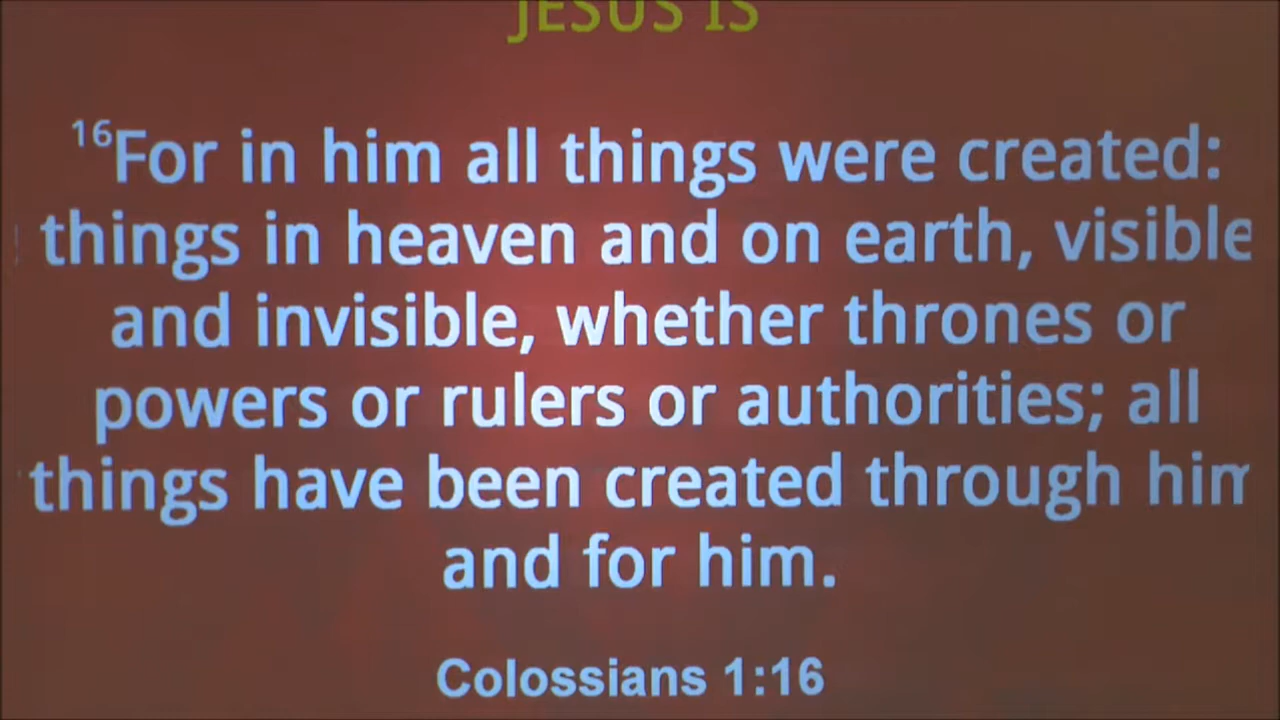 JESUS IS
16For in him all things were created:
things in heaven and on earth, visible
and invisible, whether thrones or
powers or rulers or authorities; all
things have been created through him
and for him.
Colossians 1:16